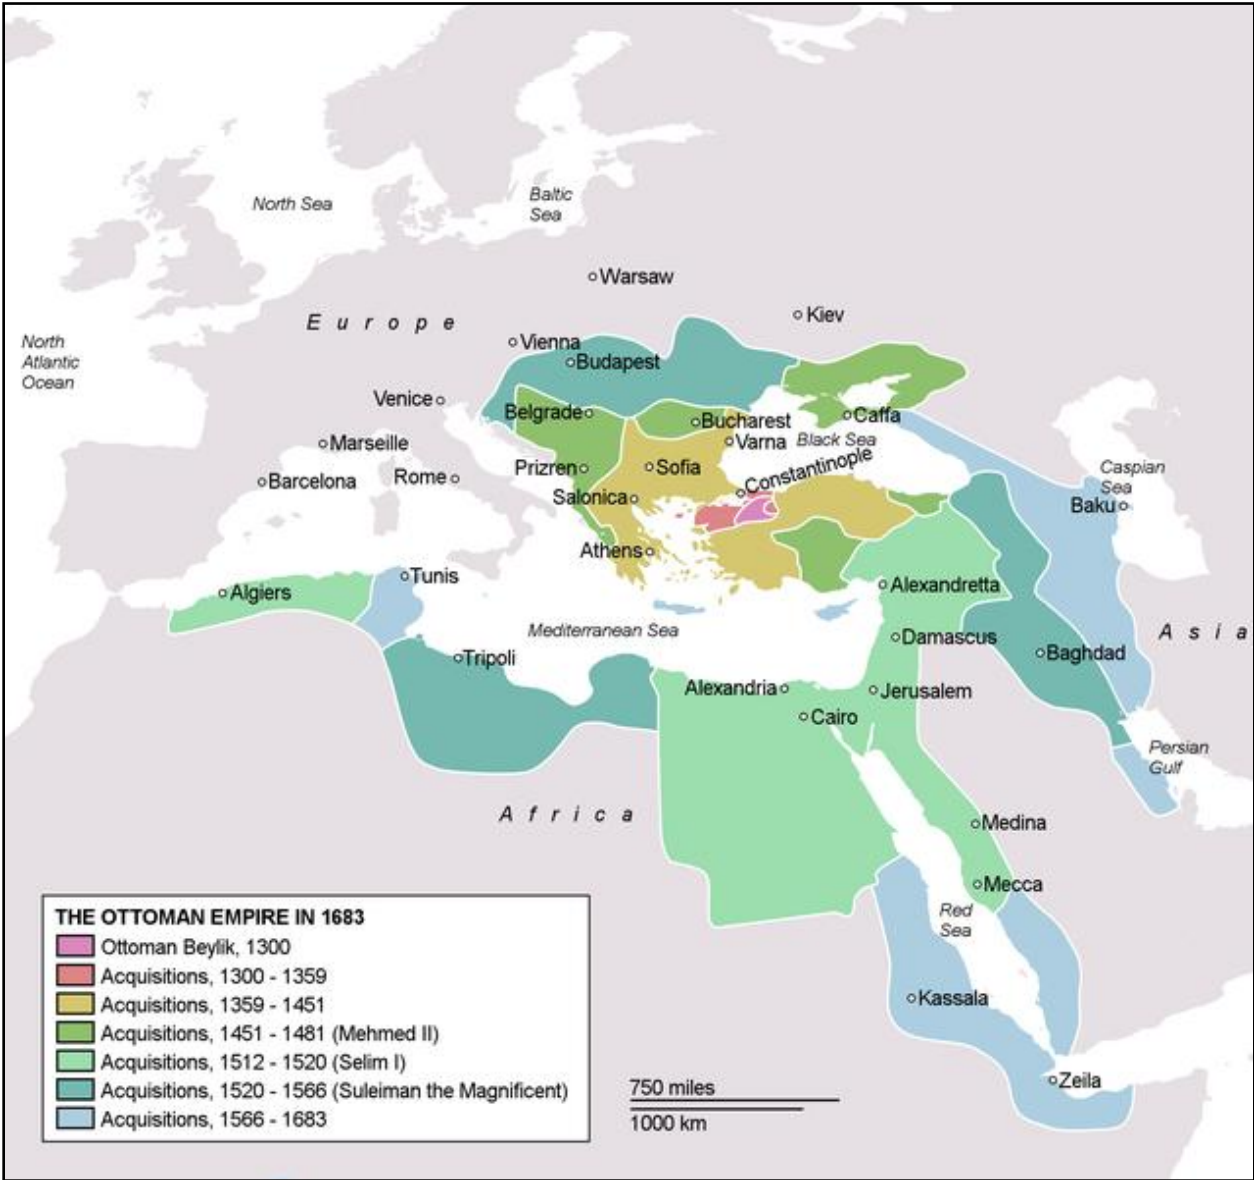 North Sea
Baltic
Sea
Warsaw
Europe
Kiev
North
Atlantic
Ocean
Vienna
Budapest
Venice
Belgrade
Bucharest
Caffa
Marseille
Varna
Black Sea
Barcelona
Rome
Prizren
Sofia
Constantinople
Caspian
Sea
Salonica
Baku
Athens
Algiers
Tunis
Alexandretta
Mediterranean Sea
Damascus
Asia
Tripoli
Baghdad
Alexandria
Jerusalem
Cairo
Persian
Gulf
Africa
Medina
Mecca
Red
Sea
Kassala
Zeila
THE OTTOMAN EMPIRE IN 1683
Ottoman Beylik, 1300
Acquisitions, 1300 - 1359
Acquisitions, 1359 - 1451
Acquisitions, 1451 - 1481 (Mehmed II)
Acquisitions, 1512 - 1520 (Selim I)
Acquisitions, 1520 - 1566 (Suleiman the Magnificent)
Acquisitions, 1566 - 1683
750 miles
1000 km